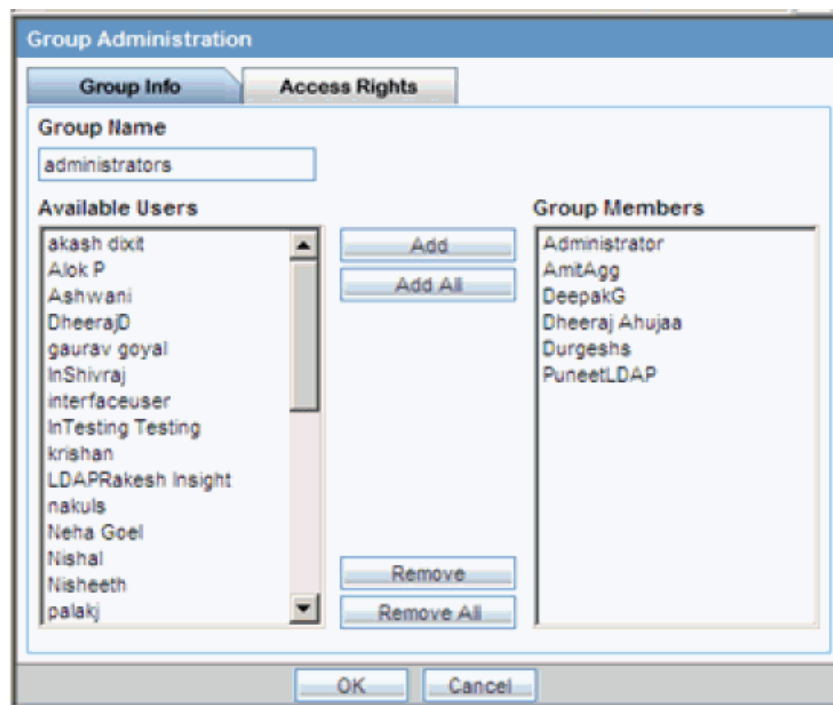 Group Administration
Group Info
Access Rights
Group Name
administrators
Available Users
akash dixit
Alok P
Ashwani
DheerajD
gaurav goyal
InShivraj
interfaceuser
InTesting Testing
krishan
LDAPRakesh Insight
nakuls
Neha Goel
Nishal
Nisheeth
palakj
Add
Add All
Remove
Remove All
Group Members
Administrator
AmitAgg
DeepakG
Dheeraj Ahujaa
Durgeshs
PuneetLDAP
OK
Cancel